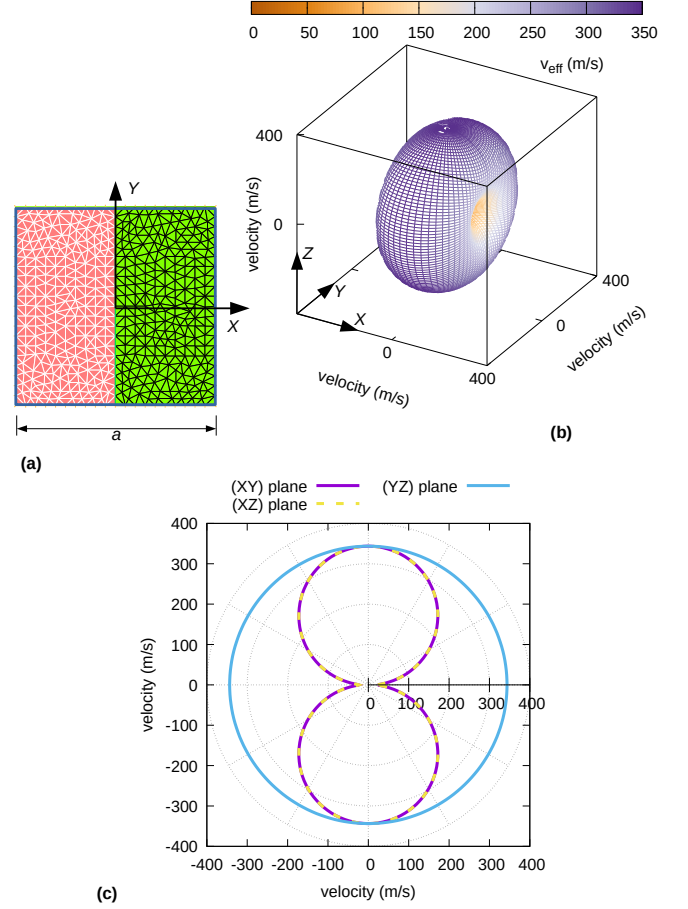 0 50 100 150 200 250 300 350
v_eff (m/s)
400
0
velocity (m/s)
Z
Y
X
0
400
velocity (m/s)
400
0
velocity (m/s)
(b)
Y
X
a
(a)
(XY) plane
(YZ) plane
(XZ) plane
400
300
200
100
0
-100
-200
-300
-400
velocity (m/s)
0 100 200 300 400
-400 -300 -200 -100 0 100 200 300 400
velocity (m/s)
(c)